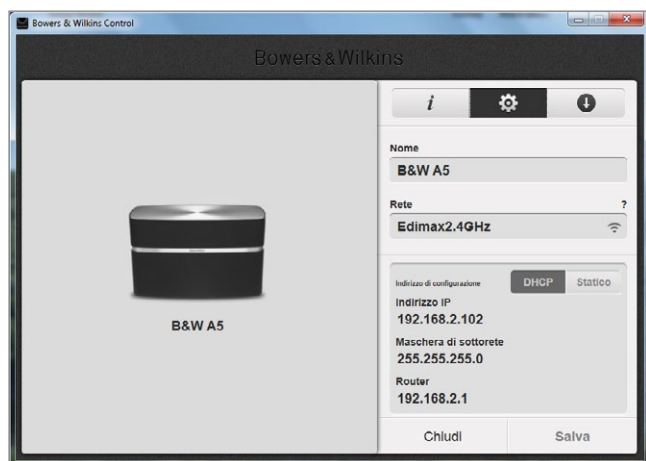 Bowers & Wilkins Control
Bowers & Wilkins
i
Nome
B&W A5
Rete ?
Edimax2.4GHz
Indirizzo di configurazione DHCP Statico
Indirizzo IP
192.168.2.102
Maschera di sottorete
255.255.255.0
Router
192.168.2.1
B&W A5
Chiudi Salva